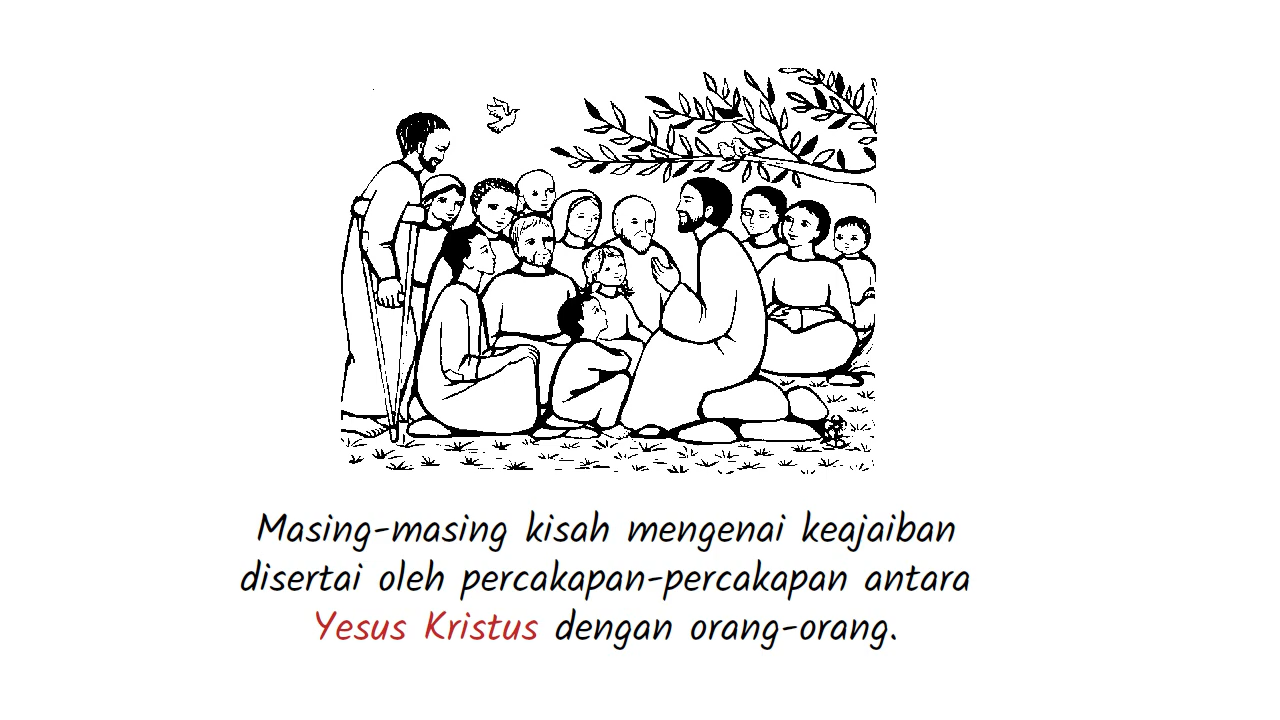 Masing-masing kisah mengenai keajaiban
disertai oleh percakapan-percakapan antara
Yesus Kristus dengan orang-orang.